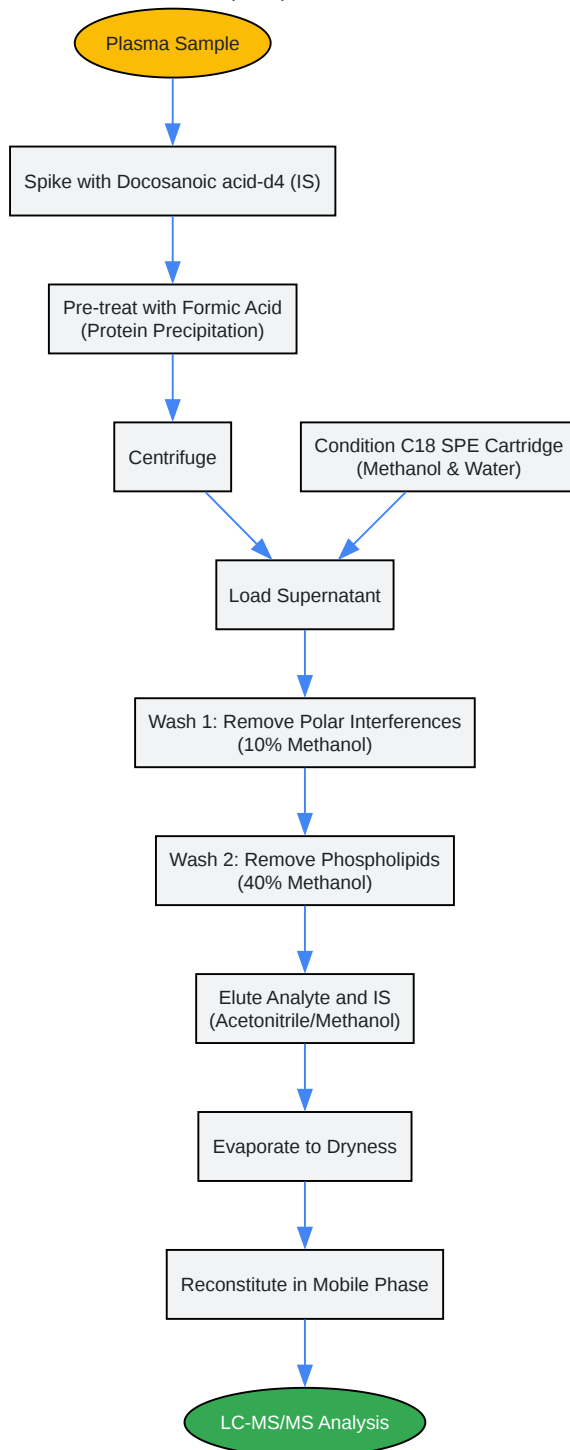 Plasma Sample
Spike with Docosanoic acid-d4 (IS)
Pre-treat with Formic Acid
(Protein Precipitation)
Centrifuge
Condition C18 SPE Cartridge
(Methanol & Water)
Load Supernatant
Wash 1: Remove Polar Interferences
(10% Methanol)
Wash 2: Remove Phospholipids
(40% Methanol)
Elute Analyte and IS
(Acetonitrile/Methanol)
Evaporate to Dryness
Reconstitute in Mobile Phase
LC-MS/MS Analysis